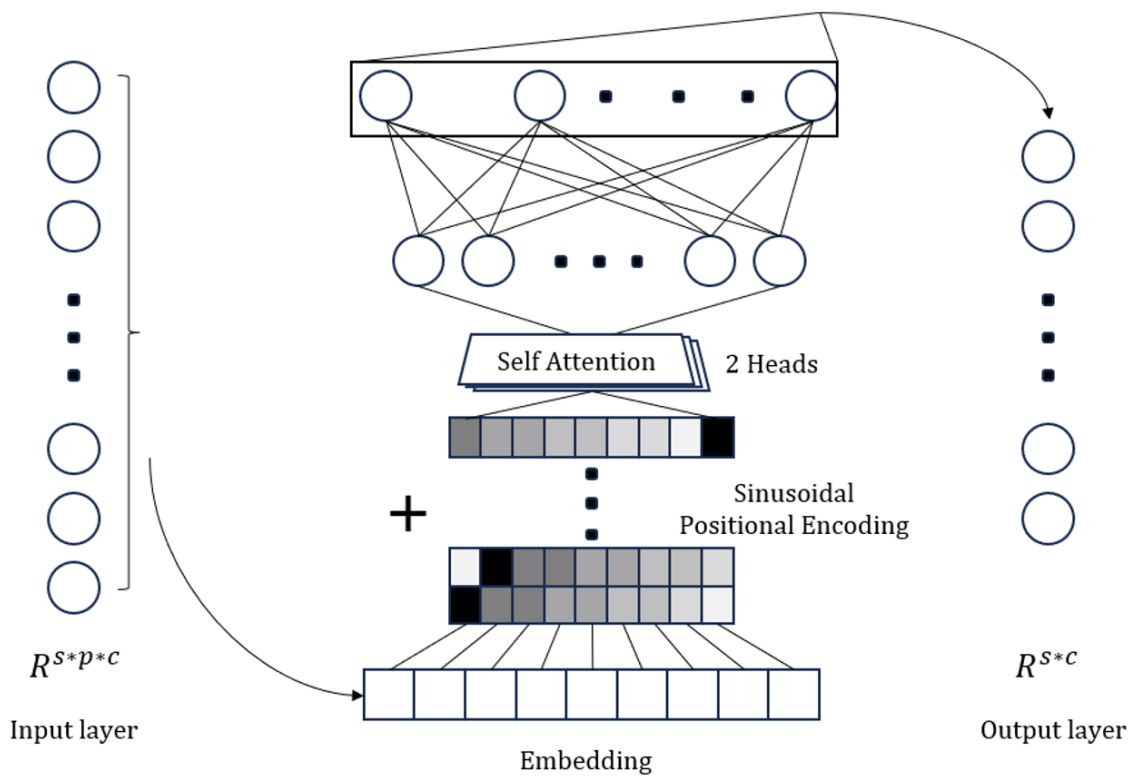 Self Attention
2 Heads
+
Sinusoidal
Positional Encoding
R^{s*p*c}
R^{s*c}
Input layer
Output layer
Embedding